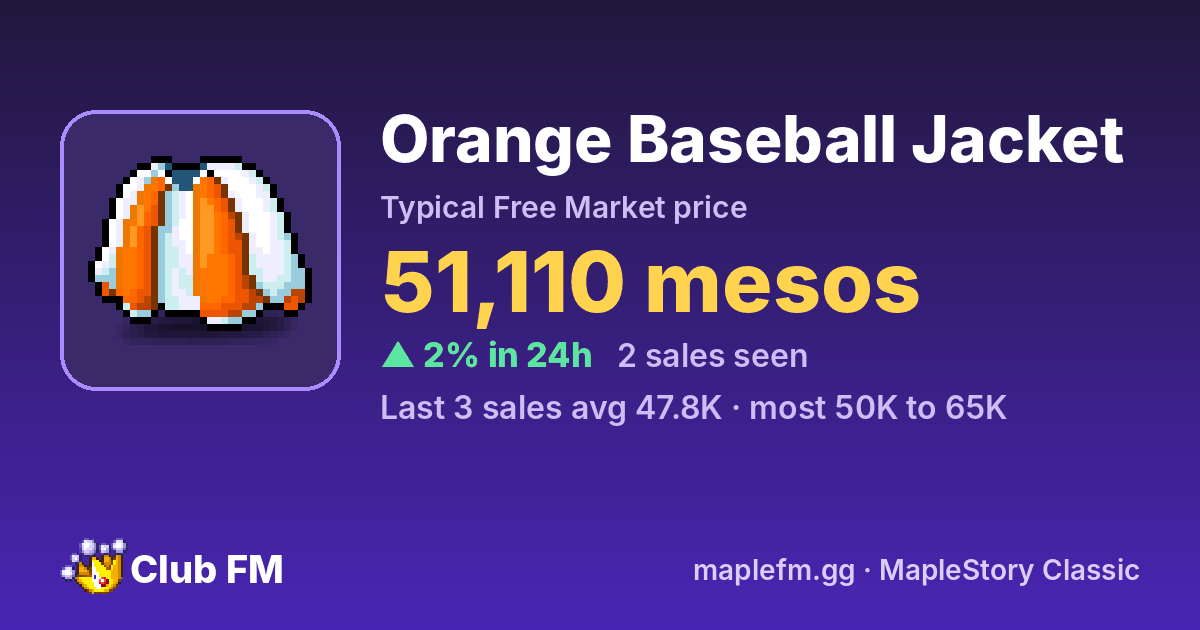 Orange Baseball Jacket
Typical Free Market price
51,110 mesos
▲ 2% in 24h 2 sales seen
Last 3 sales avg 47.8K · most 50K to 65K
Club FM
maplefm.gg · MapleStory Classic